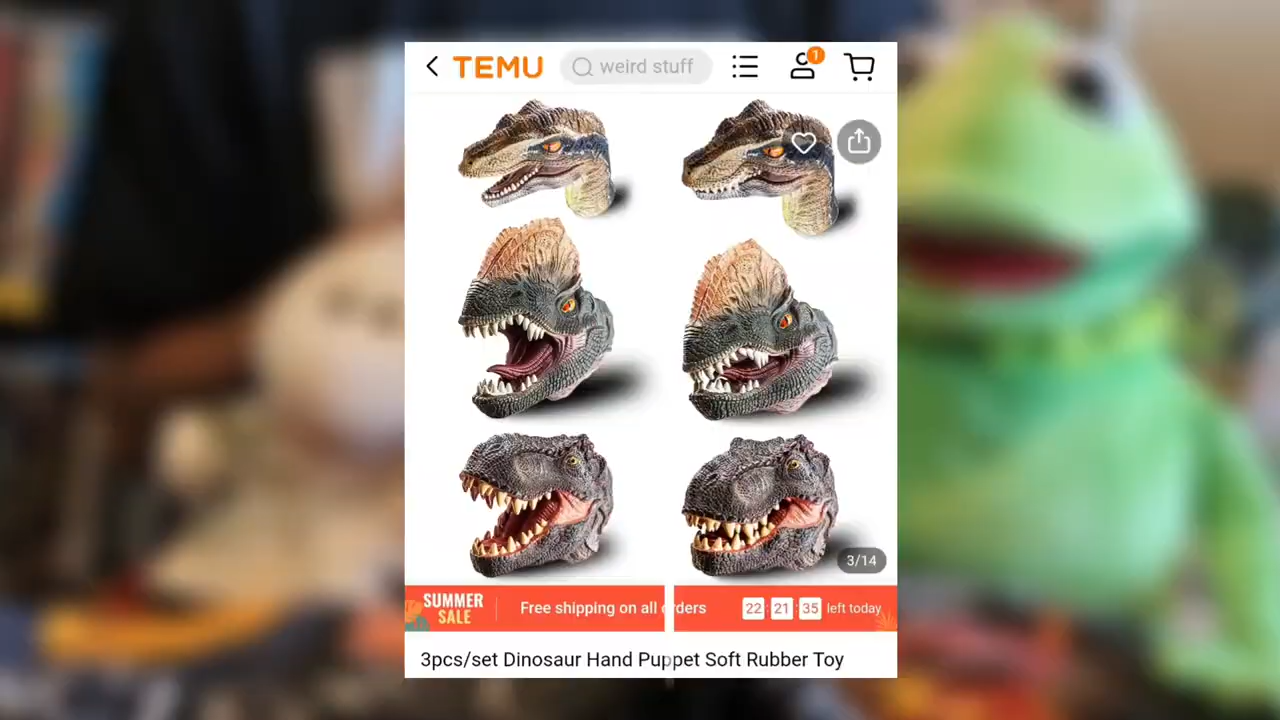 TEMU
weird stuff
1
3/14
SUMMER
SALE
Free shipping on all orders
22 : 21 : 35 left today
3pcs/set Dinosaur Hand Puppet Soft Rubber Toy